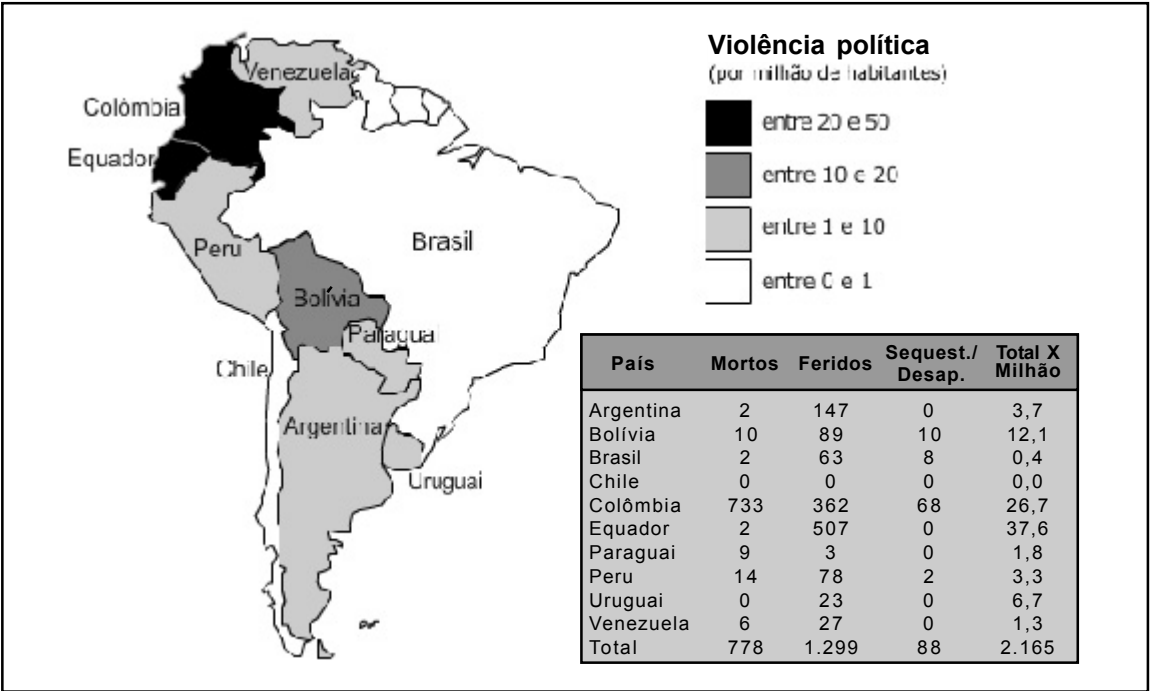 Violência política
(por milhão de habitantes)
entre 20 e 50
entre 10 e 20
entre 1 e 10
entre 0 e 1
Venezuela
Colômbia
Equador
Peru
Brasil
Bolívia
Paraguai
Chile
Argentina
Uruguai
País Mortos Feridos Sequest./ Desap. Total X Milhão
Argentina 2 147 0 3,7
Bolívia 10 89 10 12,1
Brasil 2 63 8 0,4
Chile 0 0 0 0,0
Colômbia 733 362 68 26,7
Equador 2 507 0 37,6
Paraguai 9 3 0 1,8
Peru 14 78 2 3,3
Uruguai 0 23 0 6,7
Venezuela 6 27 0 1,3
Total 778 1.299 88 2.165